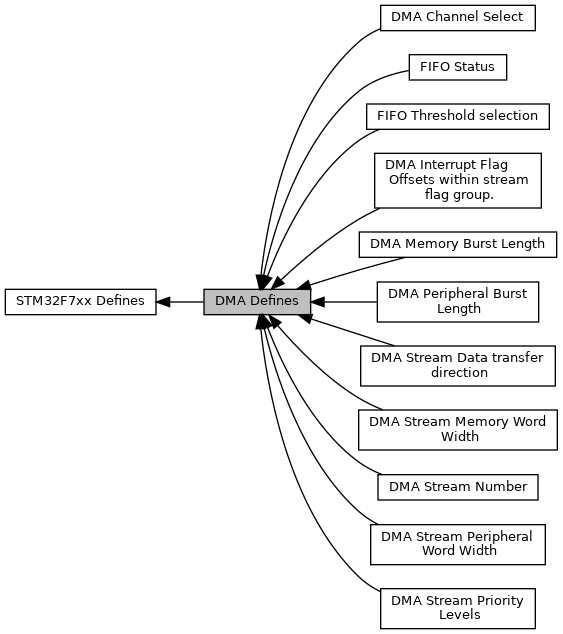 DMA Channel Select
FIFO Status
FIFO Threshold selection
DMA Interrupt Flag
Offsets within stream
flag group.
DMA Memory Burst Length
STM32F7xx Defines
DMA Defines
DMA Peripheral Burst
Length
DMA Stream Data transfer
direction
DMA Stream Memory Word
Width
DMA Stream Number
DMA Stream Peripheral
Word Width
DMA Stream Priority
Levels